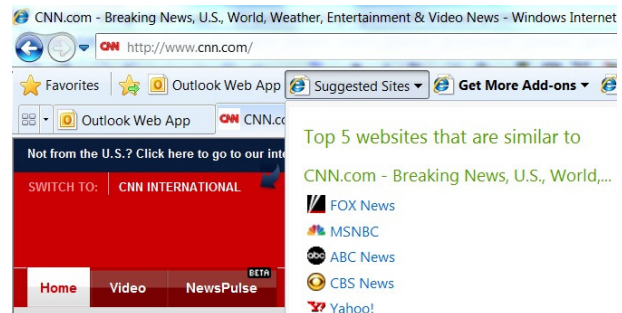 CNN.com - Breaking News, U.S., World, Weather, Entertainment & Video News - Windows Internet
CNN http://www.cnn.com/
Favorites Outlook Web App Suggested Sites Get More Add-ons
Outlook Web App CNN CNN.co
Top 5 websites that are similar to
Not from the U.S.? Click here to go to our inte
CNN.com - Breaking News, U.S., World,...
SWITCH TO: CNN INTERNATIONAL
FOX News
MSNBC
abc ABC News
CBS News
BETA
Home Video NewsPulse
Y! Yahoo!